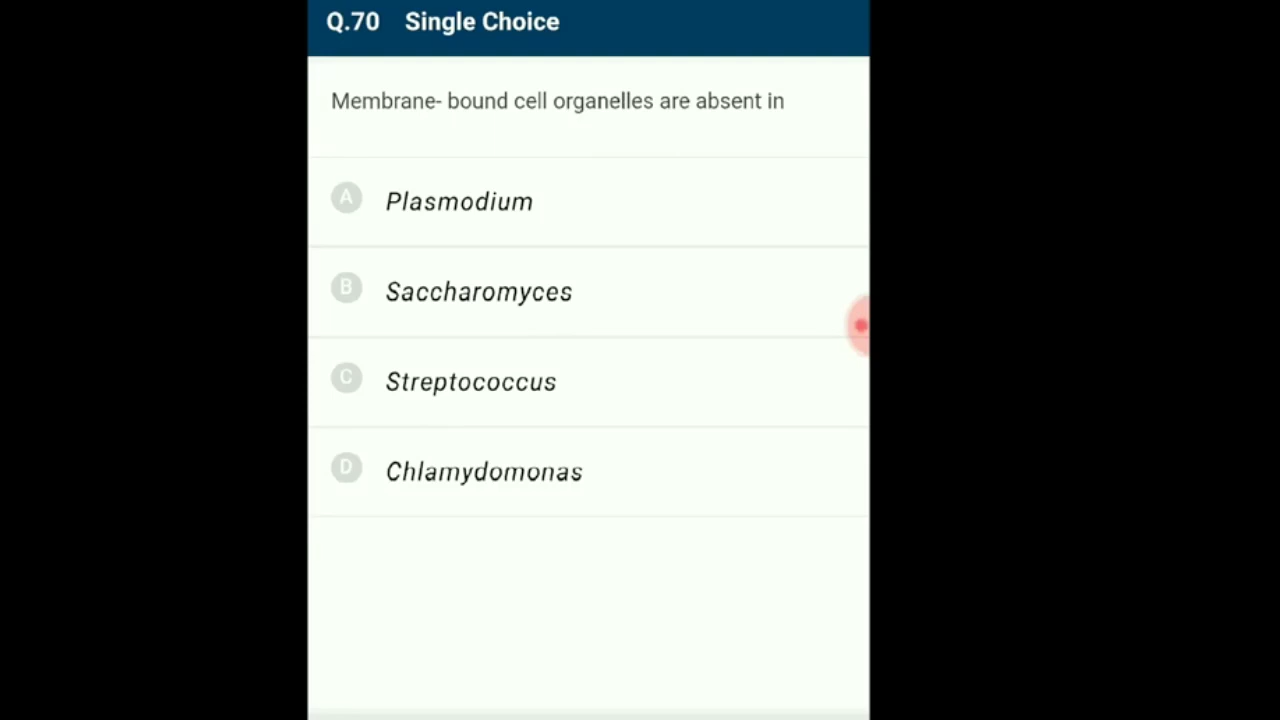 Q.70 Single Choice
Membrane- bound cell organelles are absent in
A Plasmodium
B Saccharomyces
C Streptococcus
D Chlamydomonas